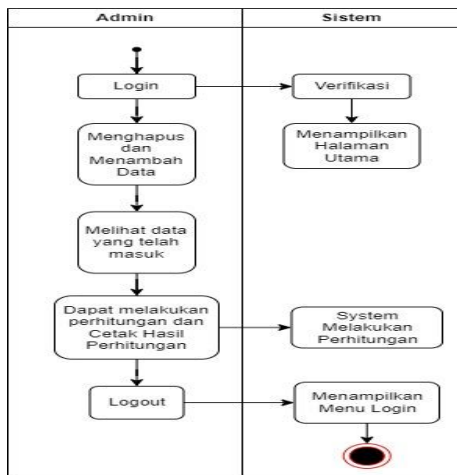 Admin
Sistem
Login
Verifikasi
Menghapus
dan
Menambah
Data
Menampilkan
Halaman
Utama
Melihat data
yang telah
masuk
Dapat melakukan
perhitungan dan
Cetak Hasil
Perhitungan
System
Melakukan
Perhitungan
Logout
Menampilkan
Menu Login